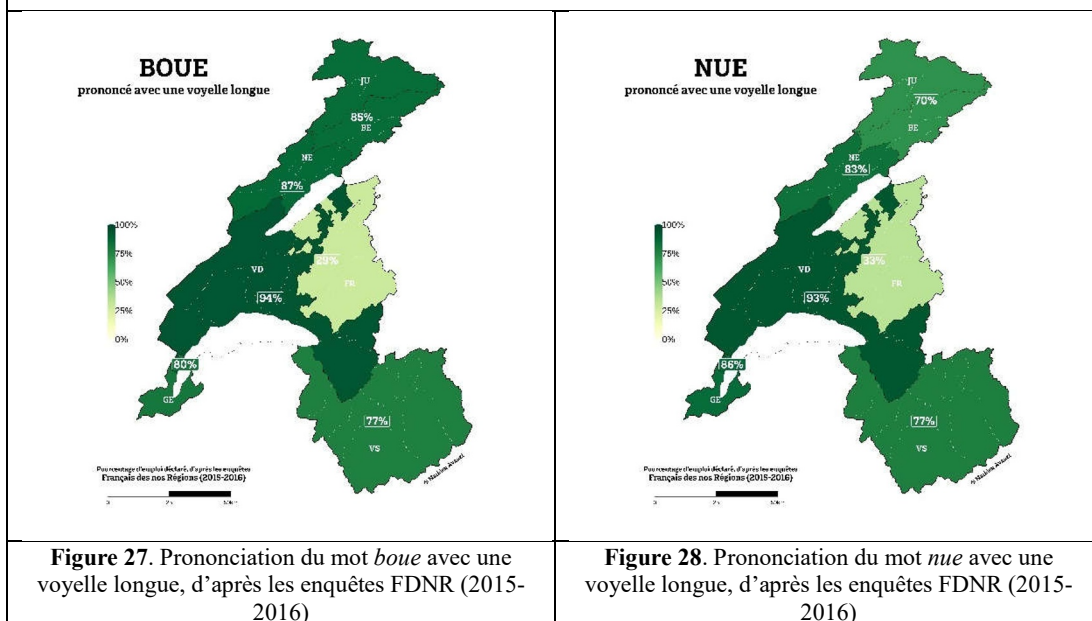 BOUE
prononcé avec une voyelle longue
JU
85%
BE
NE
87%
100%
75%
50%
25%
0%
29%
VD
FR
94%
80%
GE
77%
VS
Pourcentage d'emploi déclaré, d'après les enquêtes
Français des nos Régions (2015-2016)
NUE
prononcé avec une voyelle longue
JU
70%
BE
NE
83%
100%
75%
50%
25%
0%
33%
VD
FR
93%
86%
GE
77%
VS
Pourcentage d'emploi déclaré, d'après les enquêtes
Français des nos Régions (2015-2016)
Figure 27. Prononciation du mot boue avec une
voyelle longue, d'après les enquêtes FDNR (2015-
2016)
Figure 28. Prononciation du mot nue avec une
voyelle longue, d'après les enquêtes FDNR (2015-
2016)